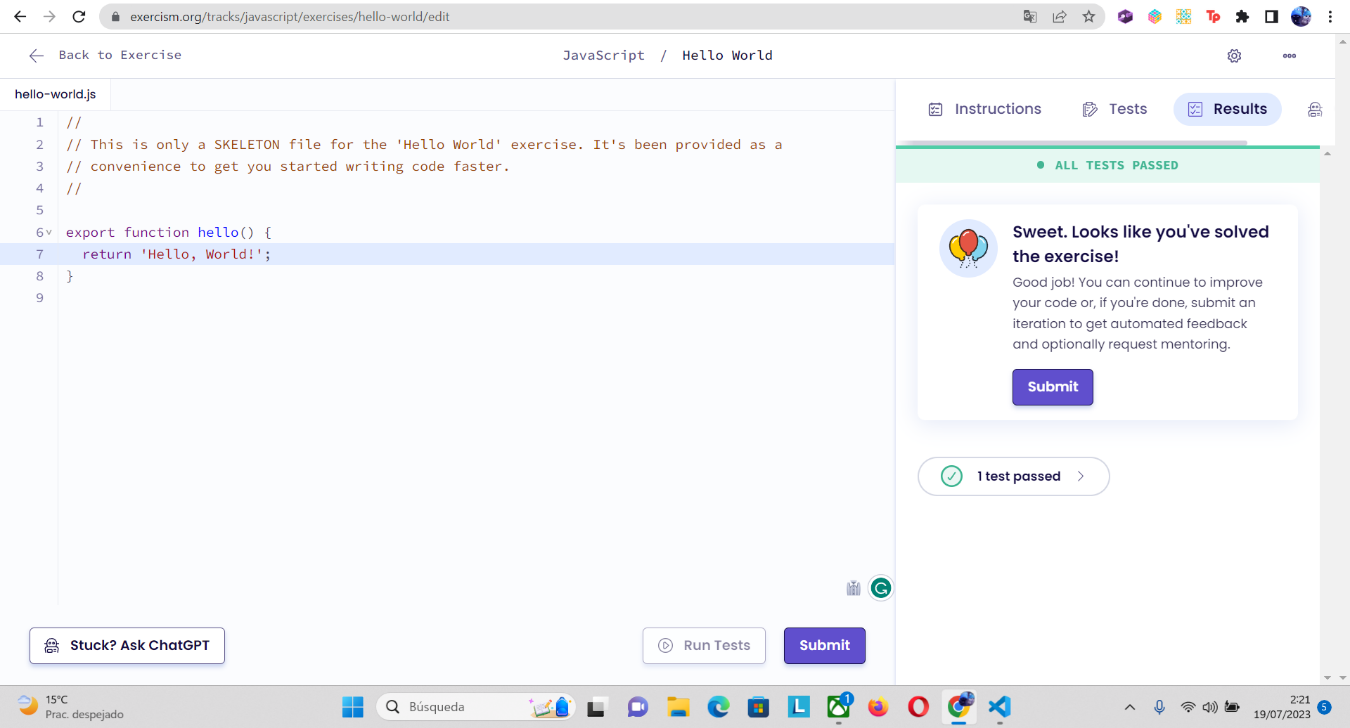 exercism.org/tracks/javascript/exercises/hello-world/edit
Tp
Back to Exercise
JavaScript / Hello World
hello-world.js
Instructions
Tests
Results
1 //
2 // This is only a SKELETON file for the 'Hello World' exercise. It's been provided as a
3 // convenience to get you started writing code faster.
4 //
5
6 export function hello() {
7 return 'Hello, World!';
8 }
9
ALL TESTS PASSED
Sweet. Looks like you've solved
the exercise!
Good job! You can continue to improve
your code or, if you're done, submit an
iteration to get automated feedback
and optionally request mentoring.
Submit
1 test passed
Stuck? Ask ChatGPT
Run Tests
Submit
15°C
Prac. despejado
Búsqueda
L
1
2:21
19/07/2023
5